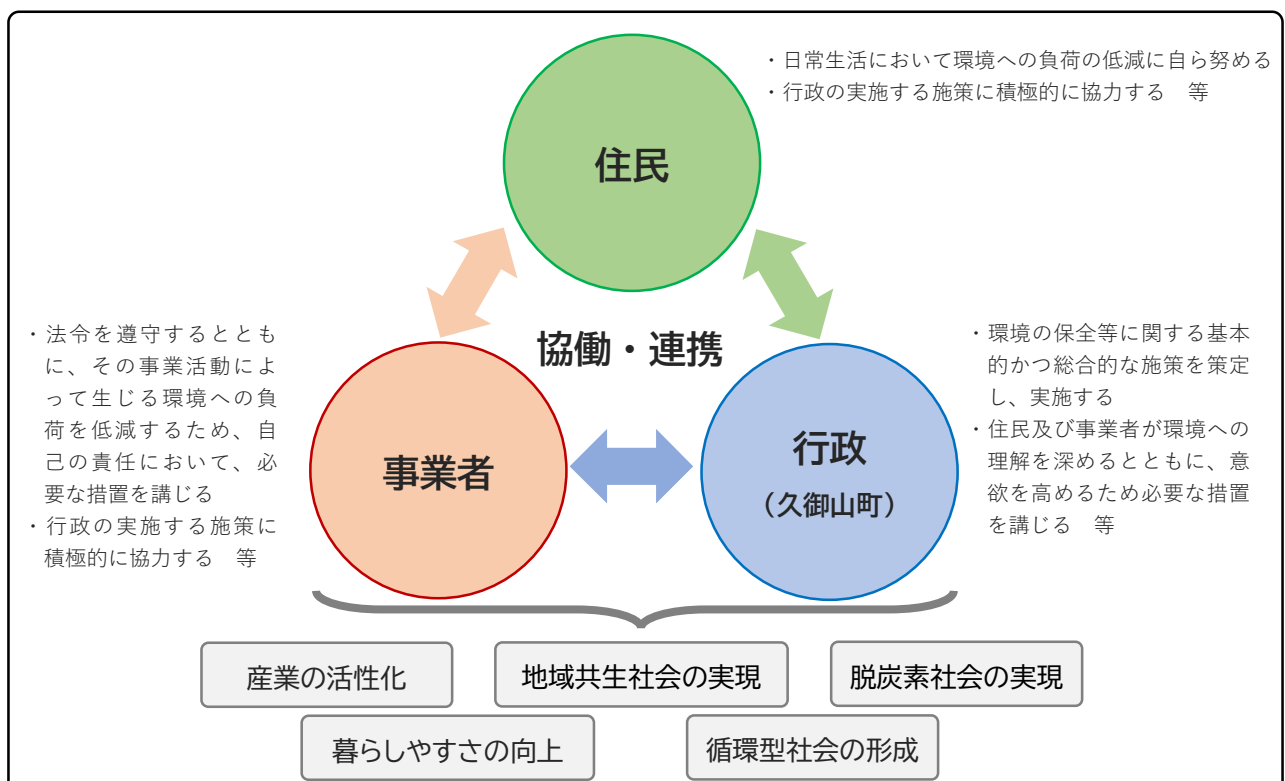 ・日常生活において環境への負荷の低減に自ら努める
・行政の実施する施策に積極的に協力する　等
住民
協働・連携
・法令を遵守するととも
に、その事業活動によ
って生じる環境への負
荷を低減するため、自
己の責任において、必
要な措置を講じる
・行政の実施する施策に
積極的に協力する　等
事業者
行政
（久御山町）
・環境の保全等に関する基本
的かつ総合的な施策を策定
し、実施する
・住民及び事業者が環境への
理解を深めるとともに、意
欲を高めるため必要な措置
を講じる　等
産業の活性化
地域共生社会の実現
脱炭素社会の実現
暮らしやすさの向上
循環型社会の形成